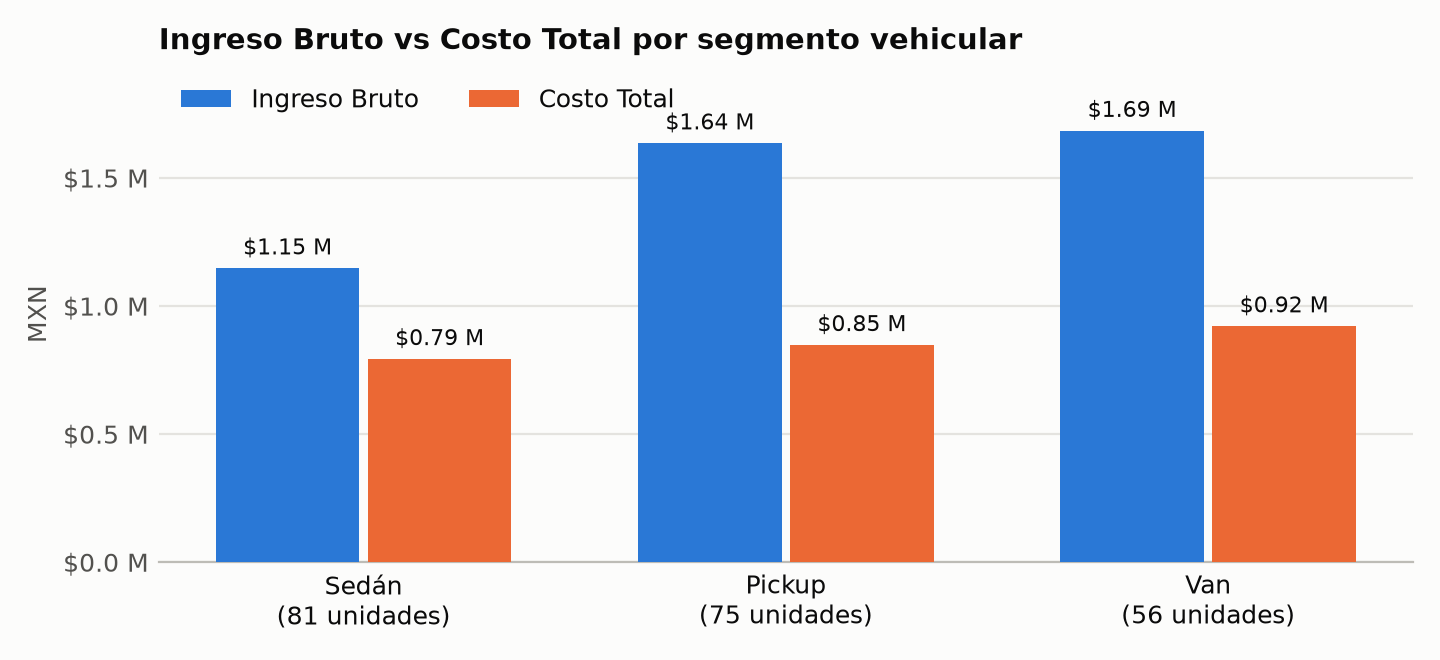 Ingreso Bruto vs Costo Total por segmento vehicular
Ingreso Bruto
Costo Total
$1.64 M
$1.69 M
$1.5 M
$1.15 M
$1.0 M
$0.92 M
$0.79 M
$0.85 M
MXN
$0.5 M
$0.0 M
Sedán
(81 unidades)
Pickup
(75 unidades)
Van
(56 unidades)